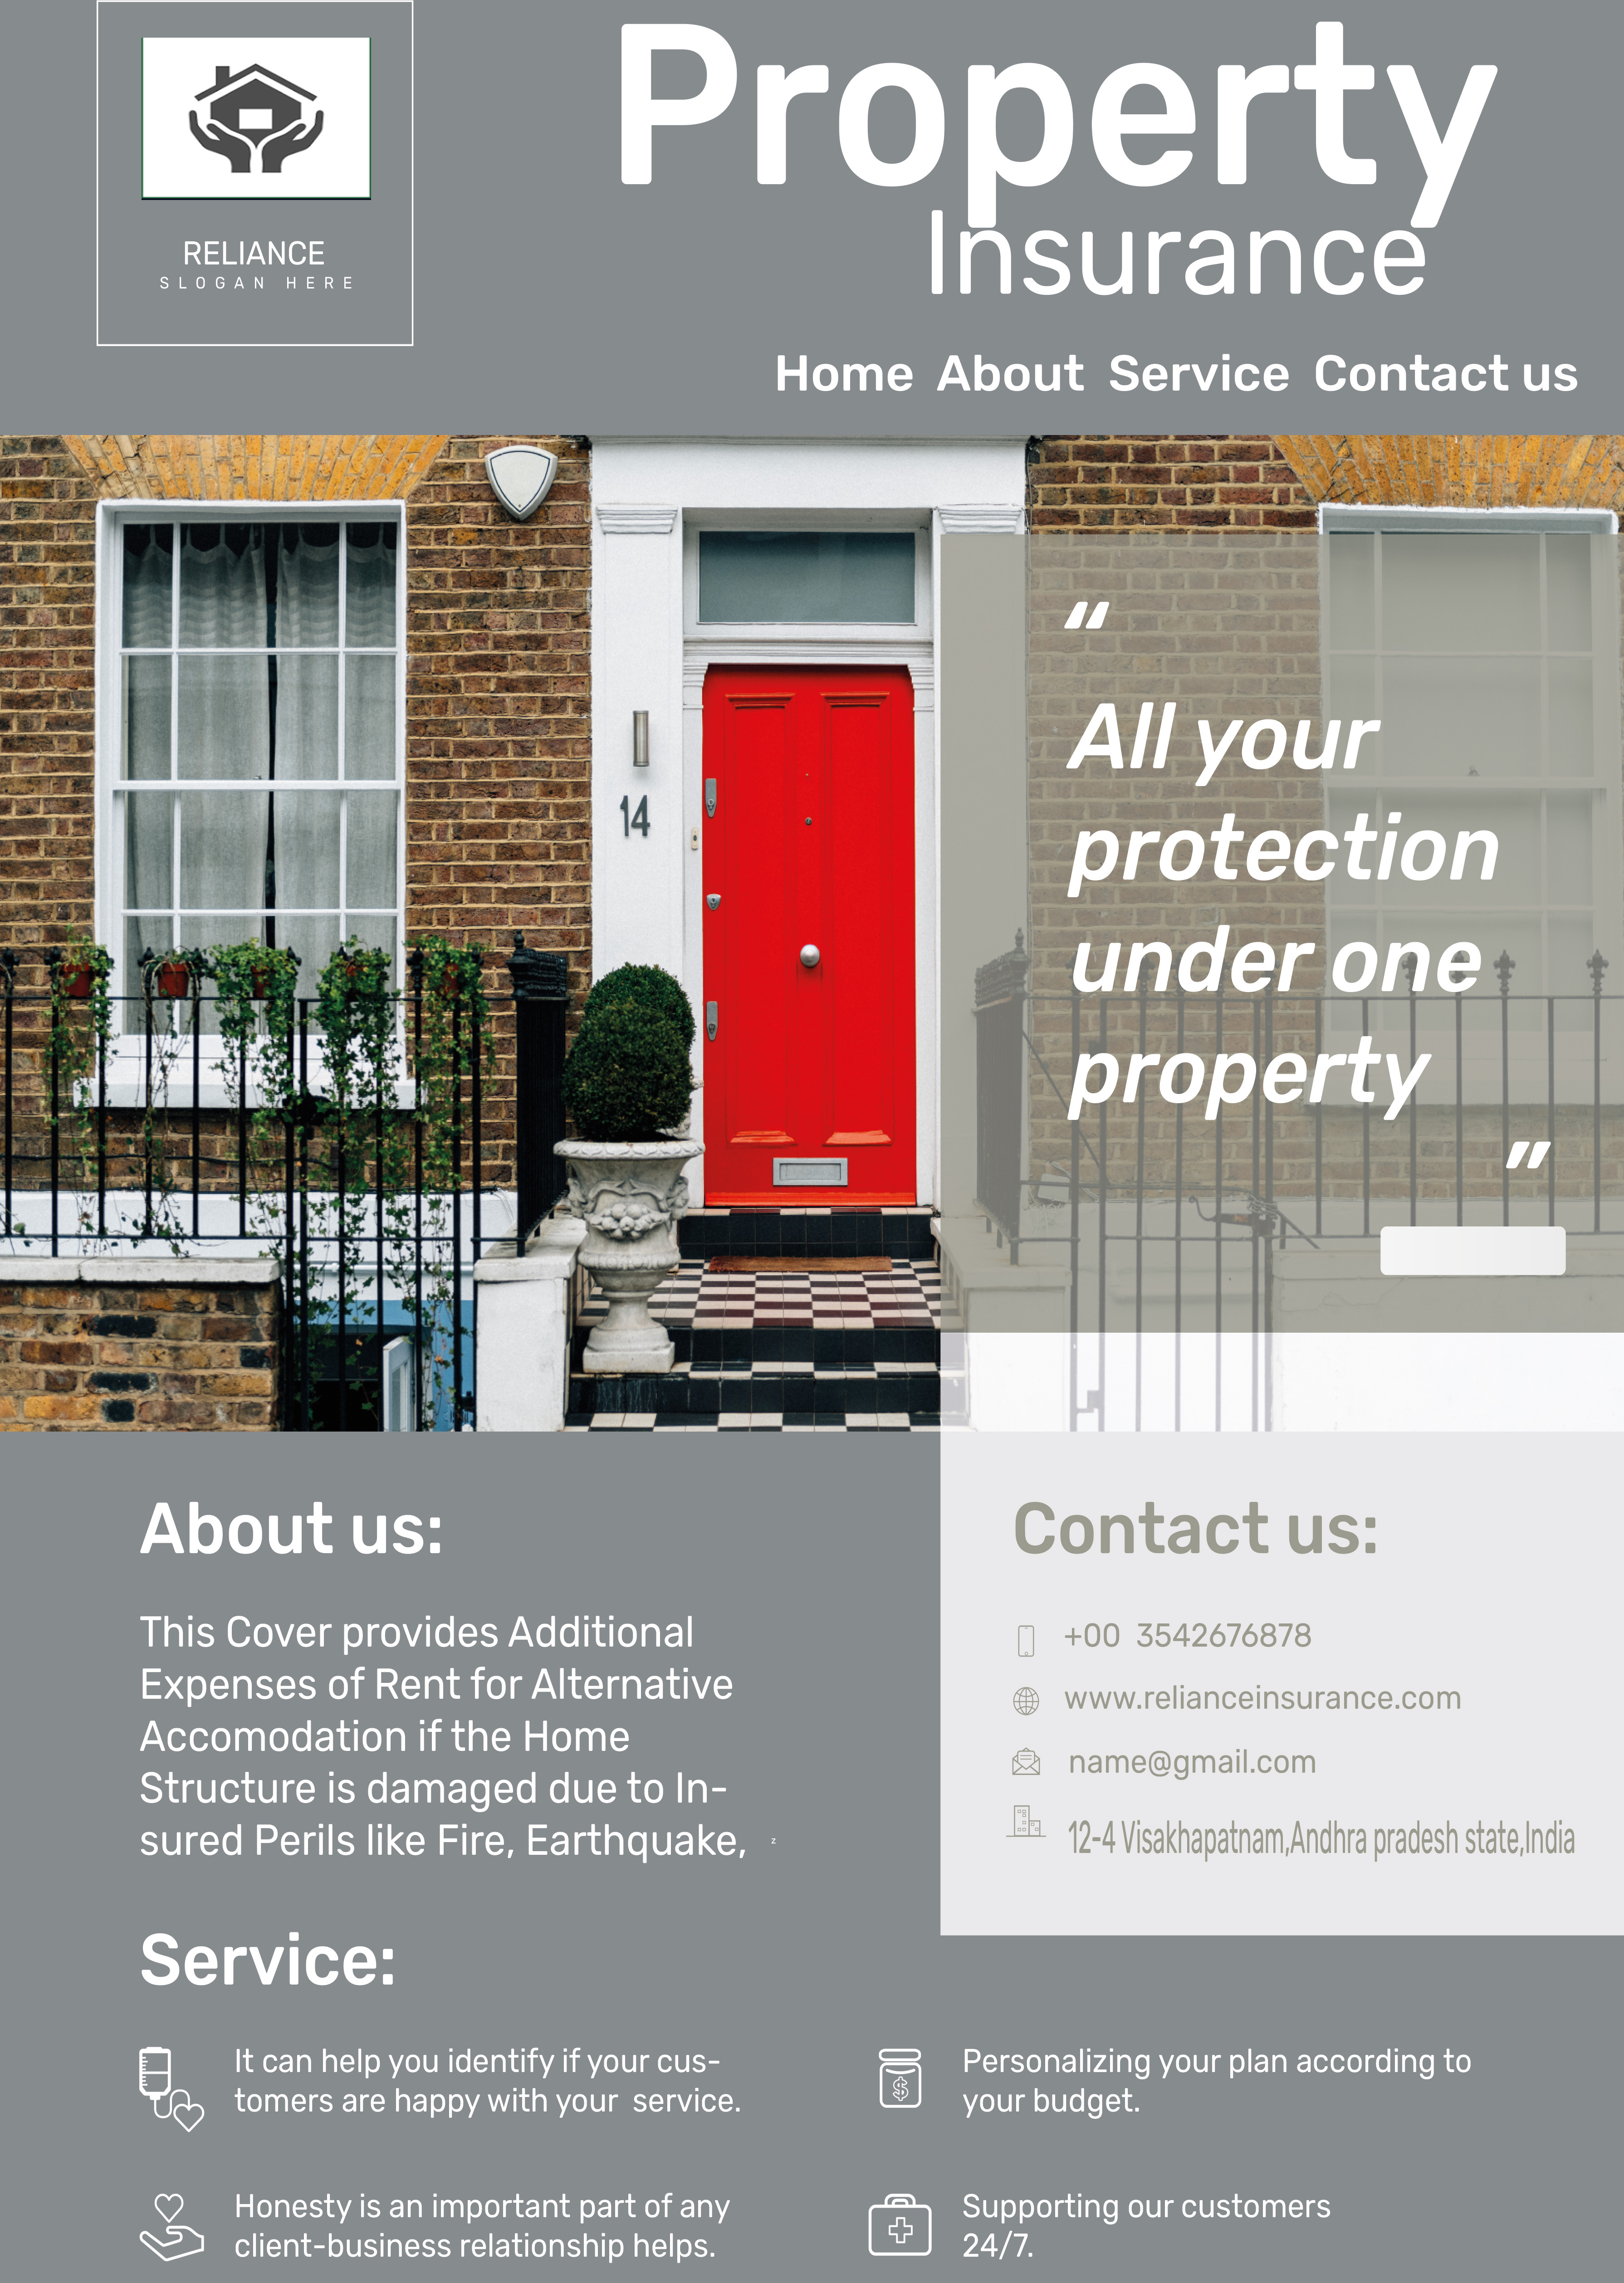 RELIANCE
SLOGAN HERE
Property
Insurance
Home About Service Contact us
14
“
All your
protection
under one
property
”
About us:
This Cover provides Additional
Expenses of Rent for Alternative
Accomodation if the Home
Structure is damaged due to In-
sured Perils like Fire, Earthquake, z
Contact us:
+00 3542676878
www.relianceinsurance.com
name@gmail.com
12-4 Visakhapatnam,Andhra pradesh state,India
Service:
It can help you identify if your cus-
tomers are happy with your service.
Personalizing your plan according to
your budget.
$
Honesty is an important part of any
client-business relationship helps.
Supporting our customers
24/7.